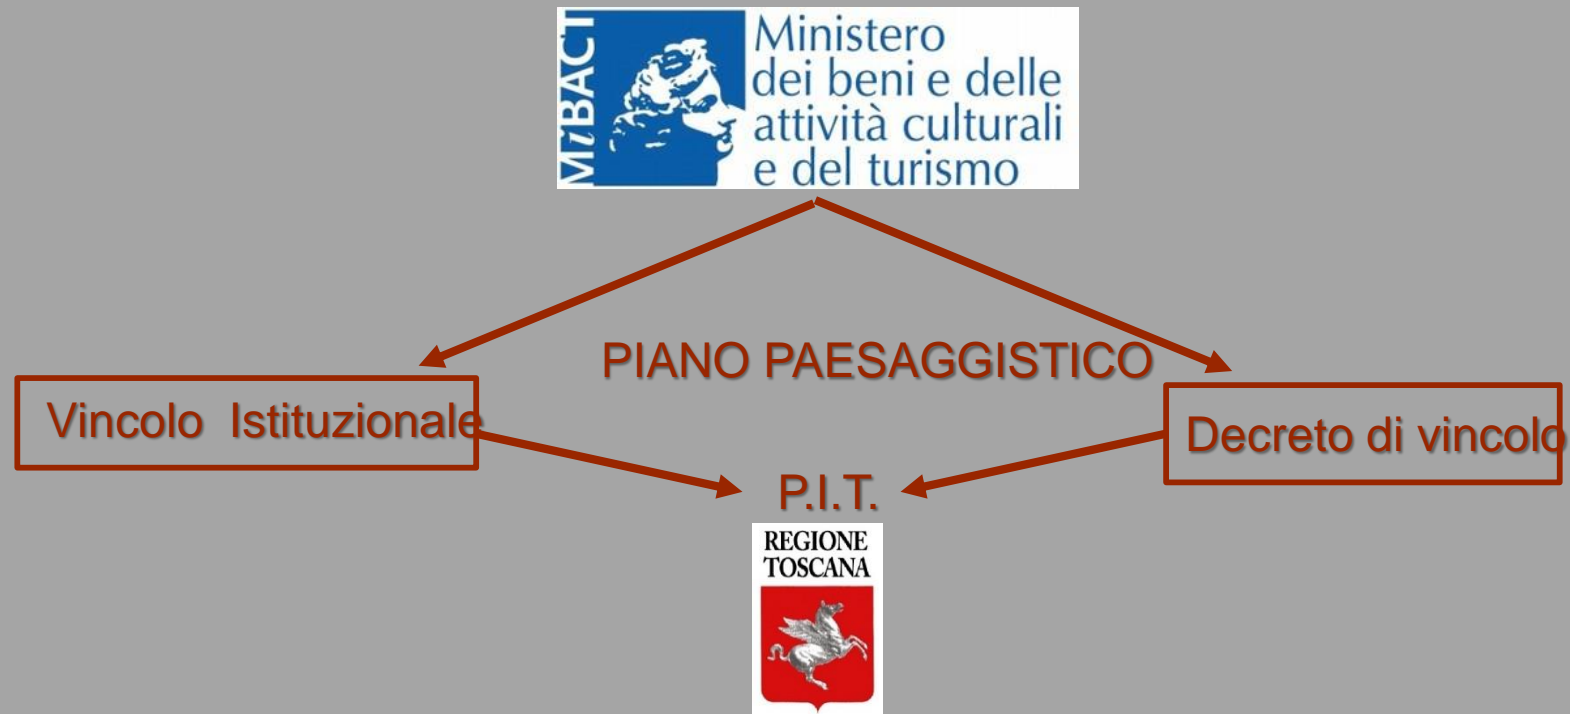 MiBACT
Ministero
dei beni e delle
attività culturali
e del turismo
PIANO PAESAGGISTICO
Vincolo Istituzionale
Decreto di vincolo
P.I.T.
REGIONE
TOSCANA